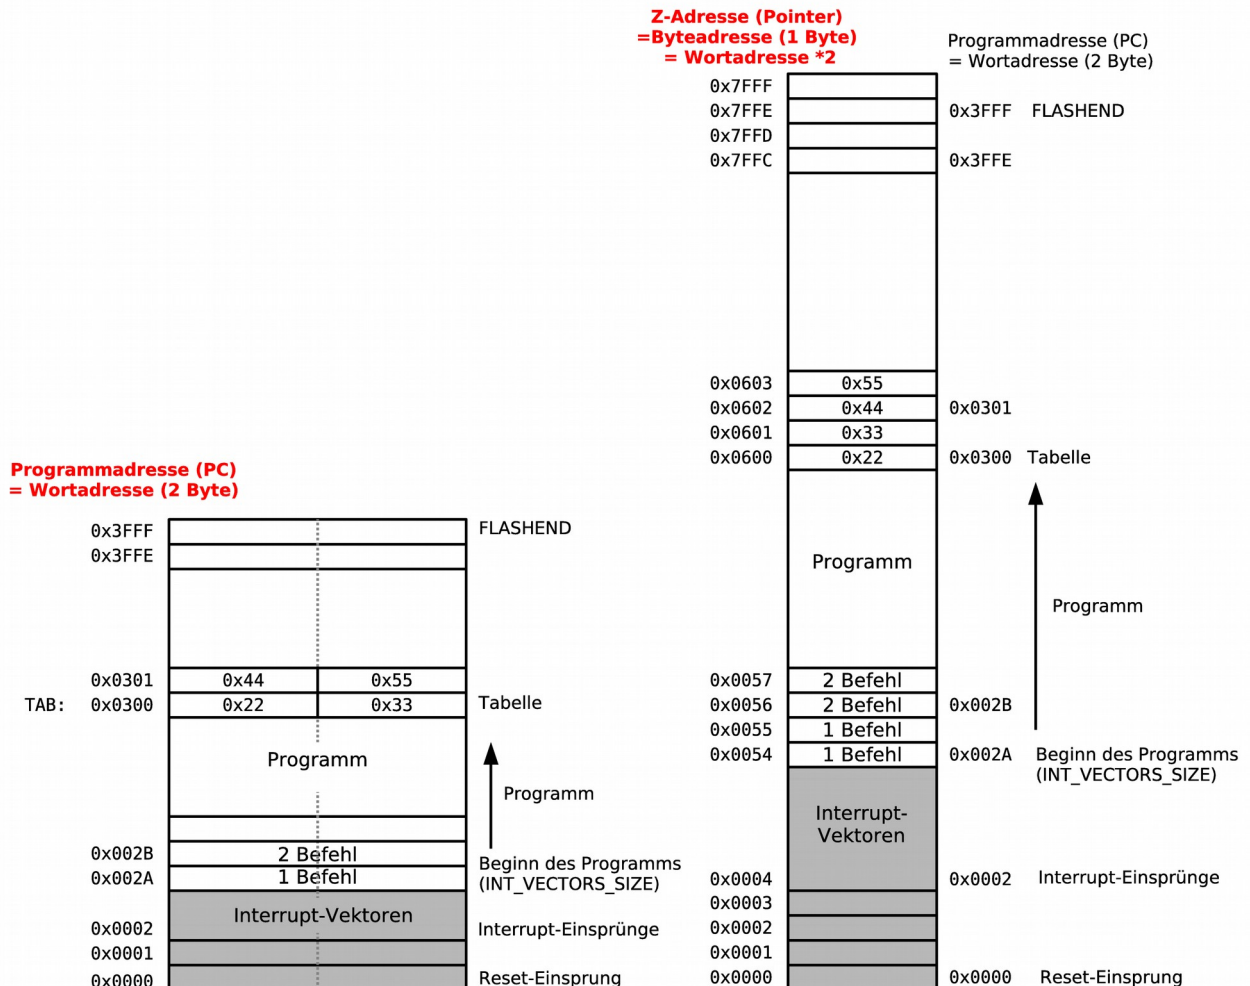 Z-Adresse (Pointer)
=Byteadresse (1 Byte)
= Wortadresse *2
Programmadresse (PC)
= Wortadresse (2 Byte)
0x7FFF
0x7FFE 0x3FFF FLASHEND
0x7FFD
0x7FFC 0x3FFE
0x0603 0x55
0x0602 0x44 0x0301
0x0601 0x33
0x0600 0x22 0x0300 Tabelle
Programm
Programm
0x0057 2 Befehl
0x0056 2 Befehl 0x002B
0x0055 1 Befehl
0x0054 1 Befehl 0x002A Beginn des Programms
(INT_VECTORS_SIZE)
Interrupt-
Vektoren
0x0004 0x0002 Interrupt-Einsprünge
0x0003
0x0002
0x0001
0x0000 0x0000 Reset-Einsprung
Programmadresse (PC)
= Wortadresse (2 Byte)
0x3FFF FLASHEND
0x3FFE
0x0301 0x44 0x55
TAB: 0x0300 0x22 0x33 Tabelle
Programm
Programm
0x002B 2 Befehl
0x002A 1 Befehl Beginn des Programms
(INT_VECTORS_SIZE)
Interrupt-Vektoren
0x0002 Interrupt-Einsprünge
0x0001
0x0000 Reset-Einsprung